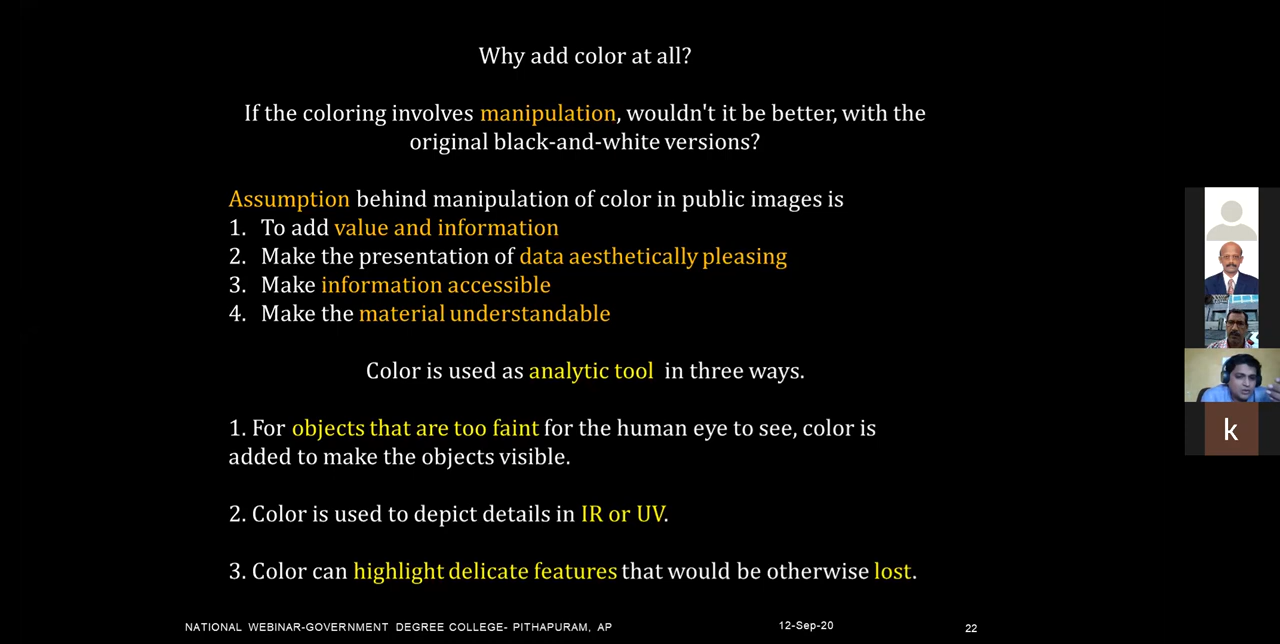 Why add color at all?
If the coloring involves manipulation, wouldn't it be better, with the
original black-and-white versions?
Assumption behind manipulation of color in public images is
1. To add value and information
2. Make the presentation of data aesthetically pleasing
3. Make information accessible
4. Make the material understandable
Color is used as analytic tool in three ways.
1. For objects that are too faint for the human eye to see, color is
added to make the objects visible.
2. Color is used to depict details in IR or UV.
3. Color can highlight delicate features that would be otherwise lost.
k
NATIONAL WEBINAR-GOVERNMENT DEGREE COLLEGE- PITHAPURAM, AP
12-Sep-20
22